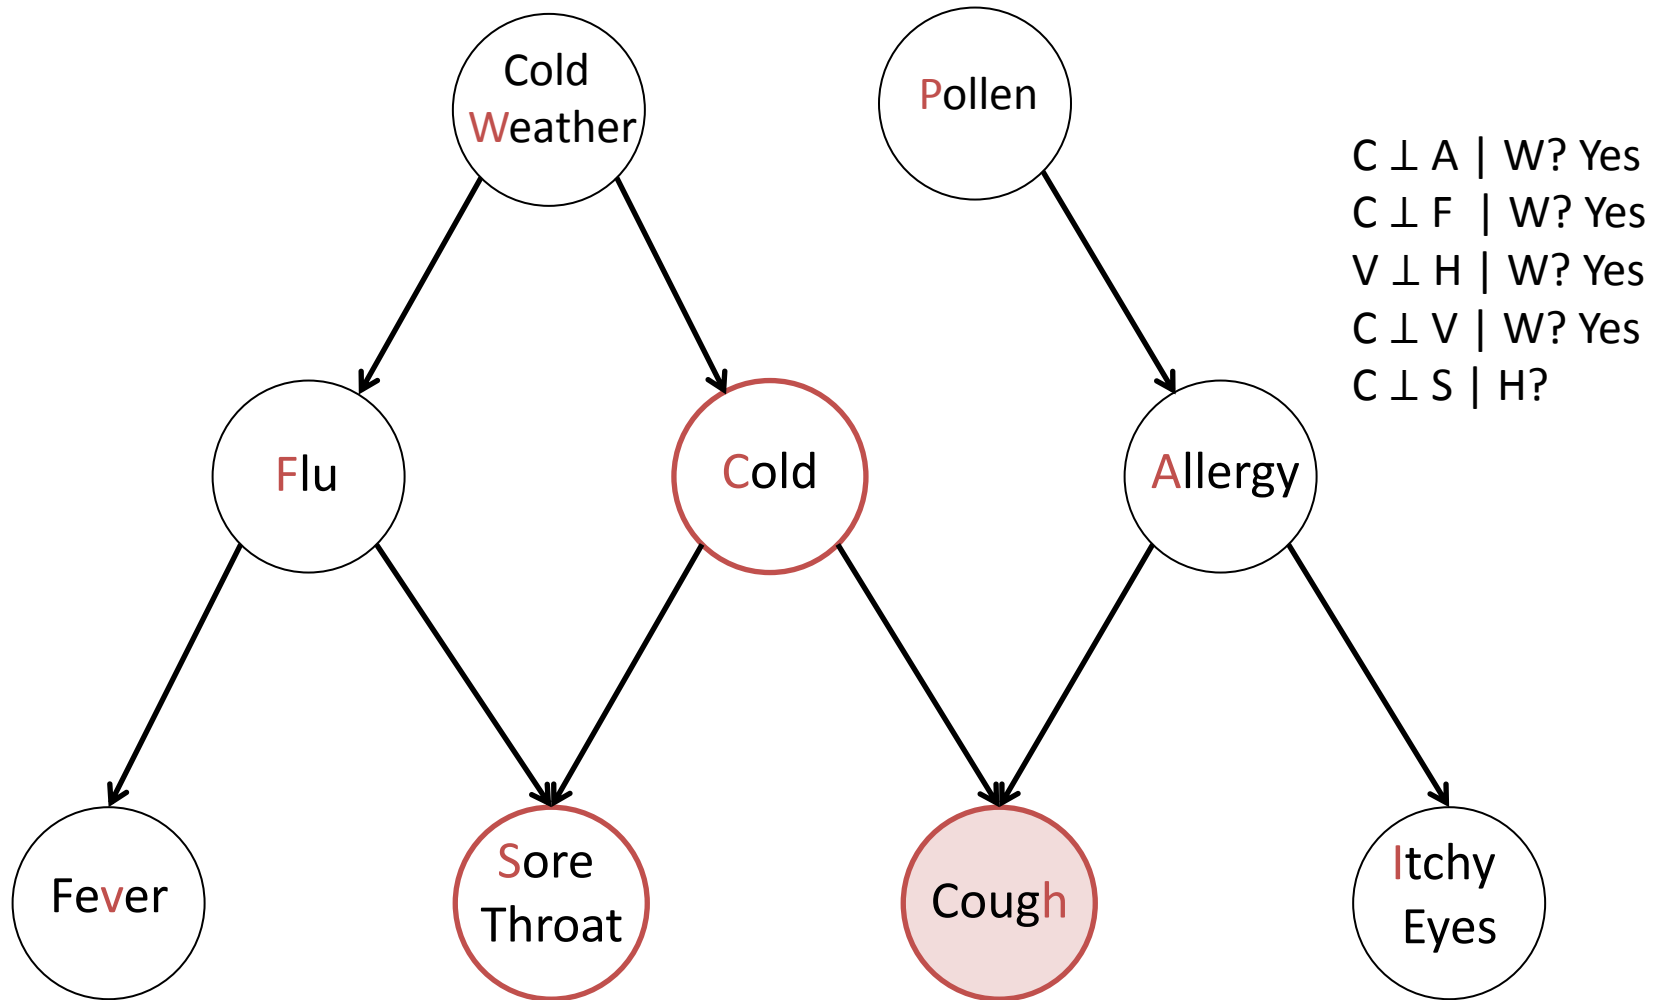 Cold
Weather
Pollen
C ⊥ A | W? Yes
C ⊥ F | W? Yes
V ⊥ H | W? Yes
C ⊥ V | W? Yes
C ⊥ S | H?
Flu
Cold
Allergy
Fever
Sore
Throat
Cough
Itchy
Eyes